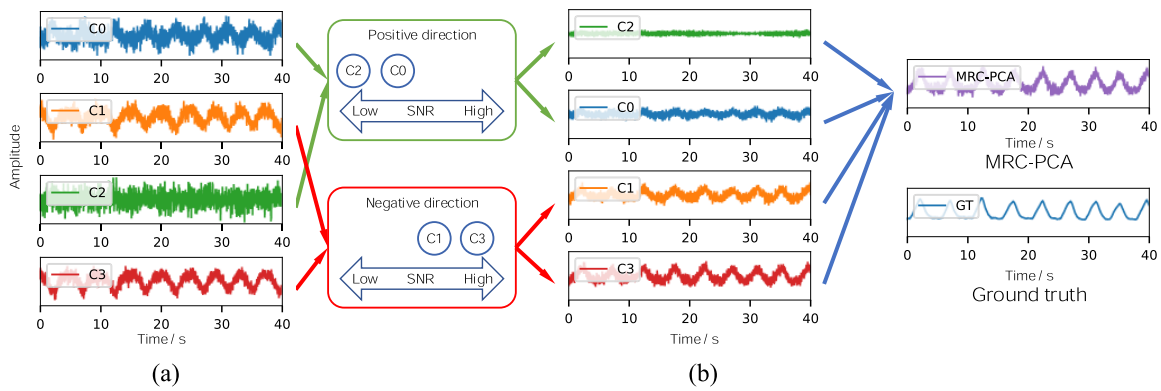 Amplitude
C0
0 10 20 30 40
C1
0 10 20 30 40
C2
0 10 20 30 40
C3
0 10 20 30 40
Time / s
(a)
Positive direction
C2 C0
Low SNR High
Negative direction
C1 C3
Low SNR High
C2
0 10 20 30 40
C0
0 10 20 30 40
C1
0 10 20 30 40
C3
0 10 20 30 40
Time / s
(b)
MRC-PCA
0 10 20 30 40
Time / s
MRC-PCA
GT
0 10 20 30 40
Time / s
Ground truth